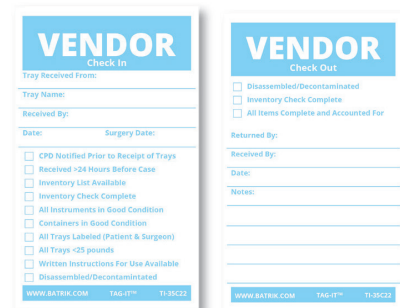 VENDOR
Check In
Tray Received From:
Tray Name:
Received By:
Date: Surgery Date:
CPD Notified Prior to Receipt of Trays
Received >24 Hours Before Case
Inventory List Available
Inventory Check Complete
All Instruments in Good Condition
Containers in Good Condition
All Trays Labeled (Patient & Surgeon)
All Trays <25 pounds
Written Instructions For Use Available
Disassembled/Decontamintated
WWW.BATRIK.COM TAG-IT™ TI-35C22
VENDOR
Check Out
Disassembled/Decontaminated
Inventory Check Complete
All Items Complete and Accounted For
Returned By:
Received By:
Date:
Notes:
WWW.BATRIK.COM TAG-IT™ TI-35C22